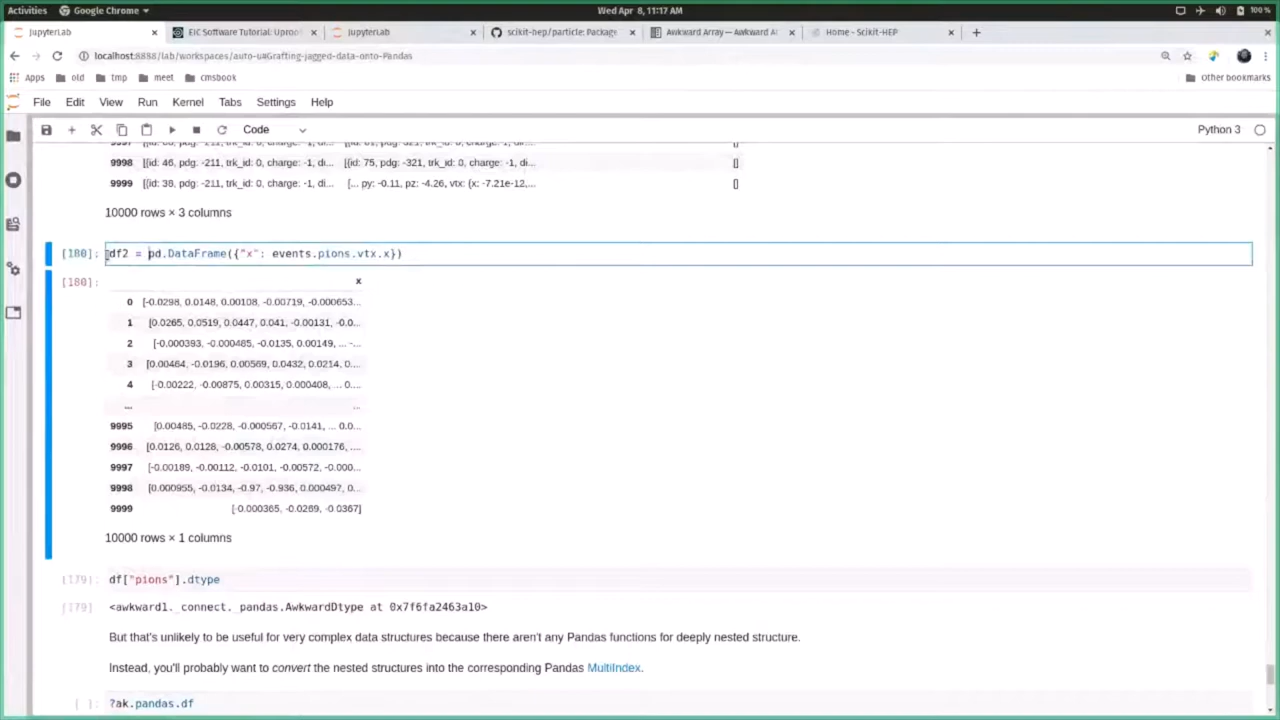 Activities Google Chrome Wed Apr 8, 11:17 AM 100 %
JupyterLab EIC Software Tutorial: Uproo JupyterLab scikit-hep/particle: Package Awkward Array — Awkward A Home - Scikit-HEP
localhost:8888/lab/workspaces/auto-u#Grafting-jagged-data-onto-Pandas
Apps old tmp meet cmsbook Other bookmarks
File Edit View Run Kernel Tabs Settings Help
Code Python 3
9998 [{id: 46, pdg: -211, trk_id: 0, charge: -1, di... [{id: 75, pdg: -321, trk_id: 0, charge: -1, di... []
9999 [{id: 38, pdg: -211, trk_id: 0, charge: -1, di... [... py: -0.11, pz: -4.26, vtx: {x: -7.21e-12,... []
10000 rows × 3 columns
[180]: df2 = pd.DataFrame({"x": events.pions.vtx.x})
[180]: x
0 [-0.0298, 0.0148, 0.00108, -0.00719, -0.000653...
1 [0.0265, 0.0519, 0.0447, 0.041, -0.00131, -0.0...
2 [-0.000393, -0.000485, -0.0135, 0.00149, ... -...
3 [0.00464, -0.0196, 0.00569, 0.0432, 0.0214, 0....
4 [-0.00222, -0.00875, 0.00315, 0.000408, ... 0....
... ...
9995 [0.00485, -0.0228, -0.000567, -0.0141, ... 0.0...
9996 [0.0126, 0.0128, -0.00578, 0.0274, 0.000176, ....
9997 [-0.00189, -0.00112, -0.0101, -0.00572, -0.000...
9998 [0.000955, -0.0134, -0.97, -0.936, 0.000497, 0...
9999 [-0.000365, -0.0269, -0.0367]
10000 rows × 1 columns
[179]: df["pions"].dtype
[179]: <awkward1._connect._pandas.AwkwardDtype at 0x7f6fa2463a10>
But that's unlikely to be useful for very complex data structures because there aren't any Pandas functions for deeply nested structure.
Instead, you'll probably want to convert the nested structures into the corresponding Pandas MultiIndex.
[ ]: ?ak.pandas.df